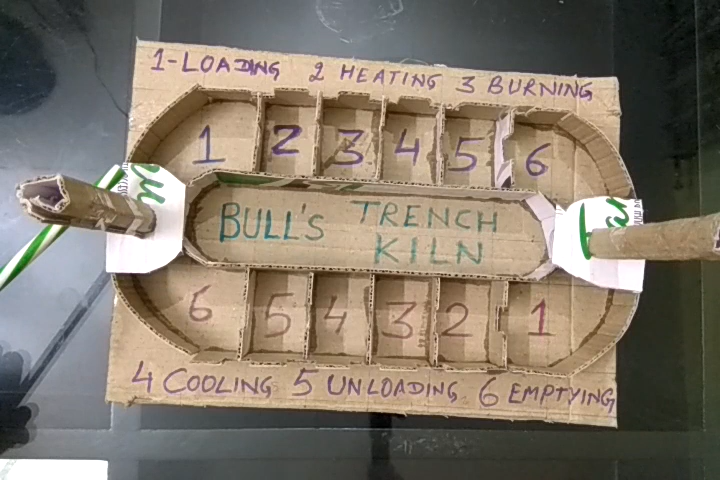 1-LOADING 2 HEATING 3 BURNING
1 2 3 4 5 6
BULL'S TRENCH
KILN
6 5 4 3 2 1
4 COOLING 5 UNLOADING 6 EMPTYING